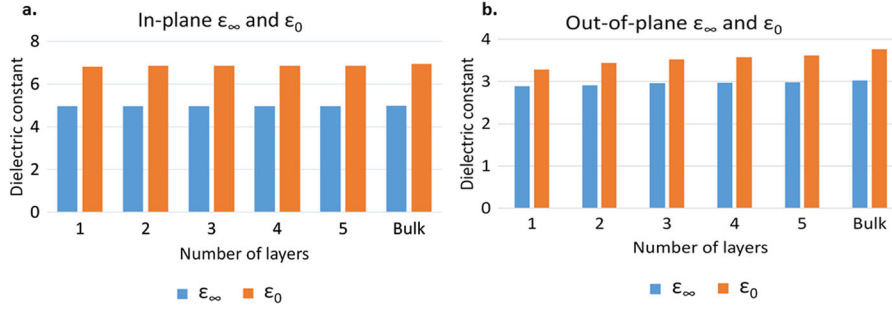 a.
In-plane ε∞ and ε0
Dielectric constant
8
6
4
2
0
1 2 3 4 5 Bulk
Number of layers
ε∞ ε0
b.
Out-of-plane ε∞ and ε0
Dielectric constant
4
3
2
1
0
1 2 3 4 5 Bulk
Number of layers
ε∞ ε0